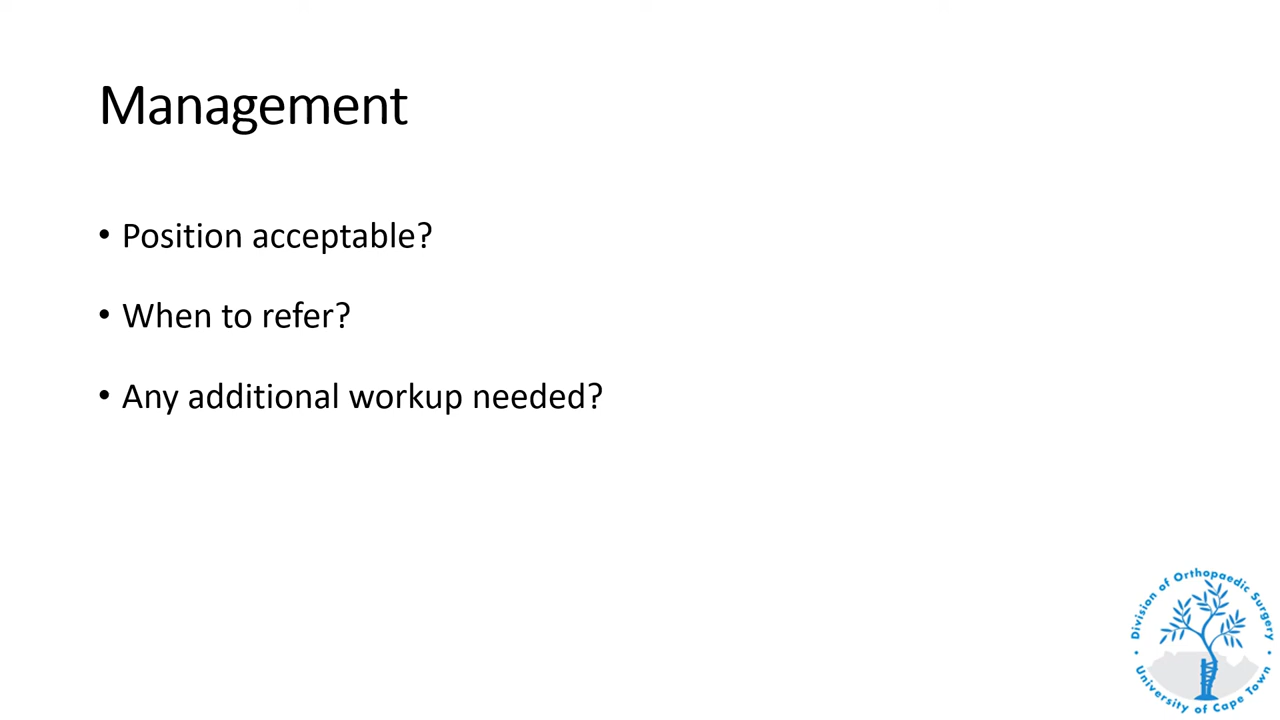 Management
• Position acceptable?
• When to refer?
• Any additional workup needed?
Division of Orthopaedic Surgery
• University of Cape Town •